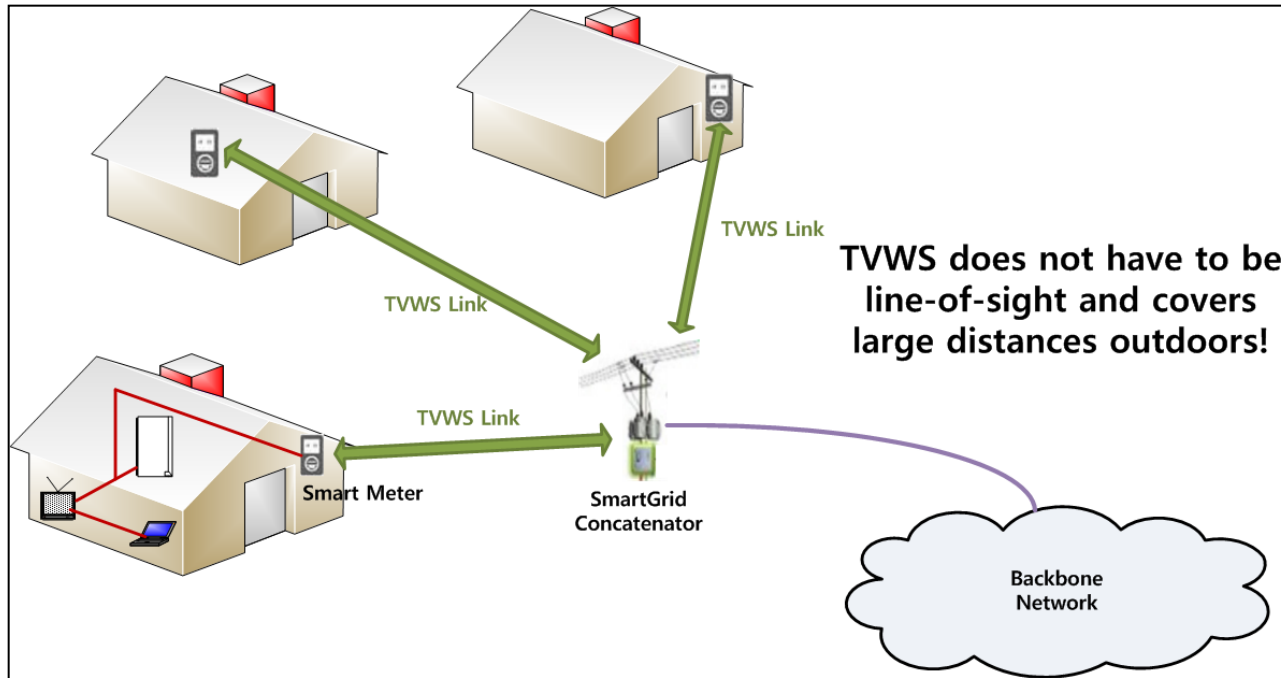 TVWS Link
TVWS does not have to be
line-of-sight and covers
large distances outdoors!
TVWS Link
TVWS Link
Smart Meter
SmartGrid
Concatenator
Backbone
Network